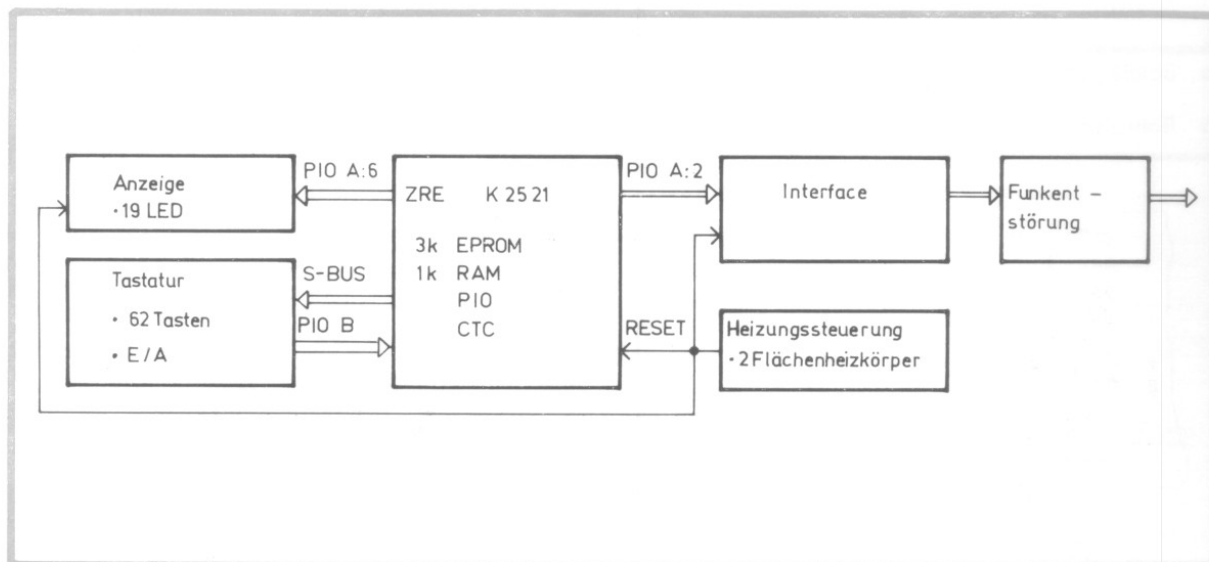 Anzeige
· 19 LED
PIO A:6
ZRE K 2521
3k EPROM
1k RAM
PIO
CTC
PIO A:2
Interface
Funkent –
störung
Tastatur
· 62 Tasten
· E / A
S-BUS
PIO B
RESET
Heizungssteuerung
· 2 Flächenheizkörper